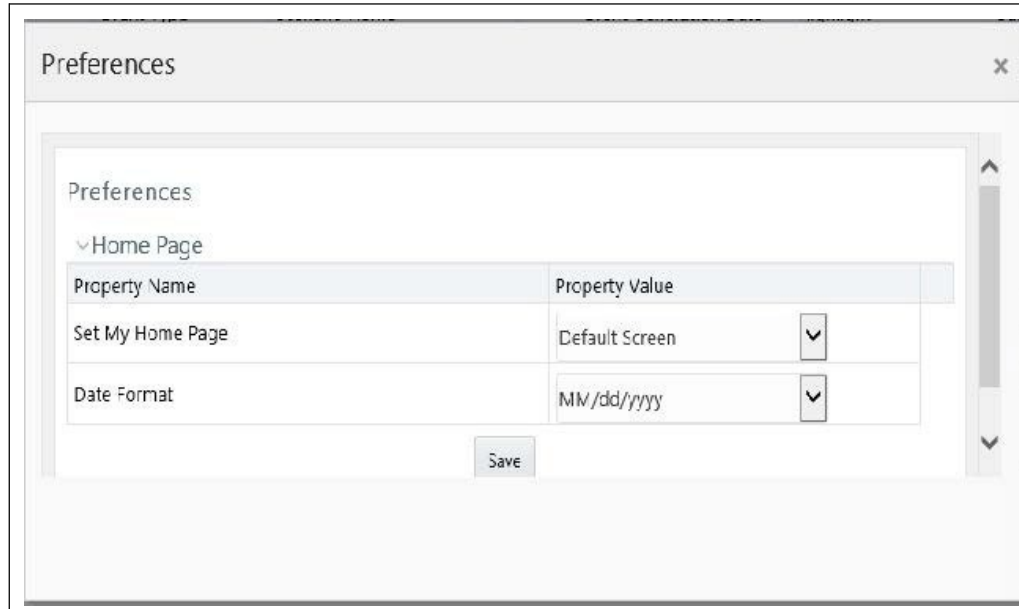 Preferences
×
Preferences
Home Page
Property Name Property Value
Set My Home Page Default Screen
Date Format MM/dd/yyyy
Save